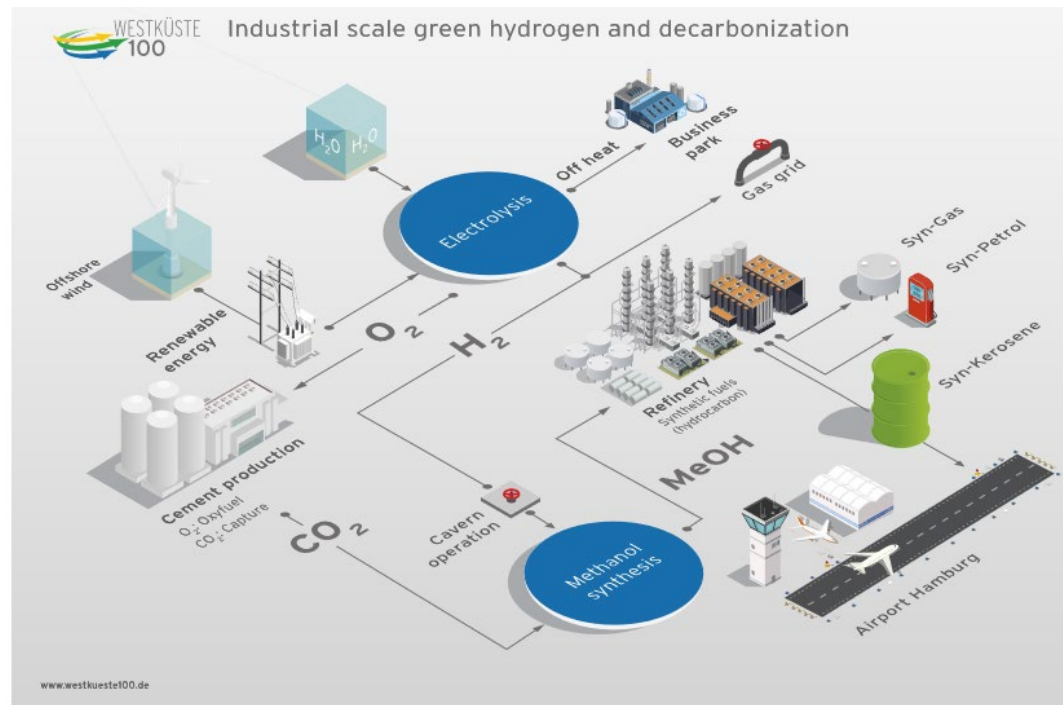 WESTKÜSTE
100
Industrial scale green hydrogen and decarbonization
H₂O H₂O
Electrolysis
Off heat
Business
park
Gas grid
Offshore
wind
Renewable
energy
O₂
H₂
Syn-Gas
Syn-Petrol
Syn-Kerosene
Refinery
Synthetic fuels
(hydrocarbon)
Cement production
O₂: Oxyfuel
CO₂: Capture
CO₂
Cavern
operation
MeOH
Methanol
synthesis
Airport Hamburg
www.westkueste100.de